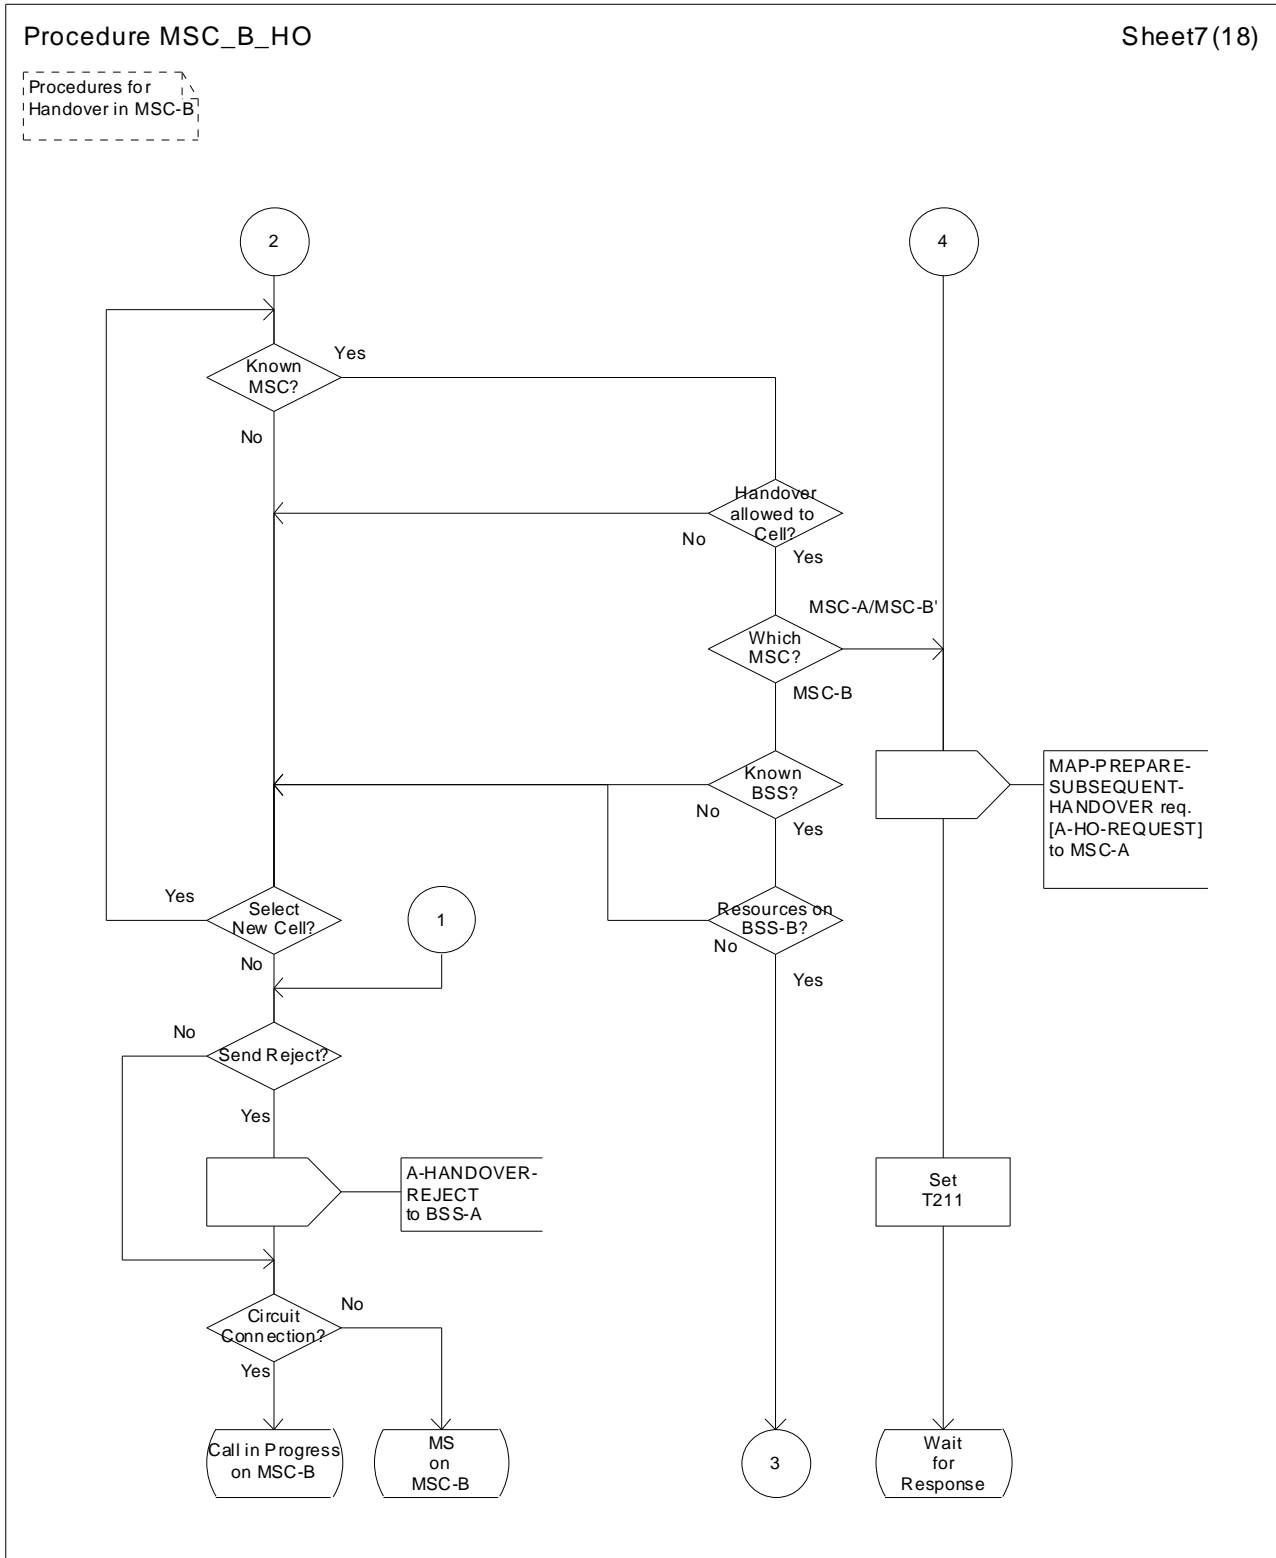 Procedure MSC_B_HO
Sheet7(18)
Procedures for
Handover in MSC-B
2
4
Yes
Known
MSC?
No
Handover
allowed to
Cell?
No
Yes
MSC-A/MSC-B'
Which
MSC?
MSC-B
Known
BSS?
No
Yes
MAP-PREPARE-
SUBSEQUENT-
HANDOVER req.
[A-HO-REQUEST]
to MSC-A
Yes
Select
New Cell?
No
1
Resources on
BSS-B?
No
Yes
No
Send Reject?
Yes
A-HANDOVER-
REJECT
to BSS-A
Set
T211
Circuit
Connection?
No
Yes
Call in Progress
on MSC-B
MS
on
MSC-B
3
Wait
for
Response